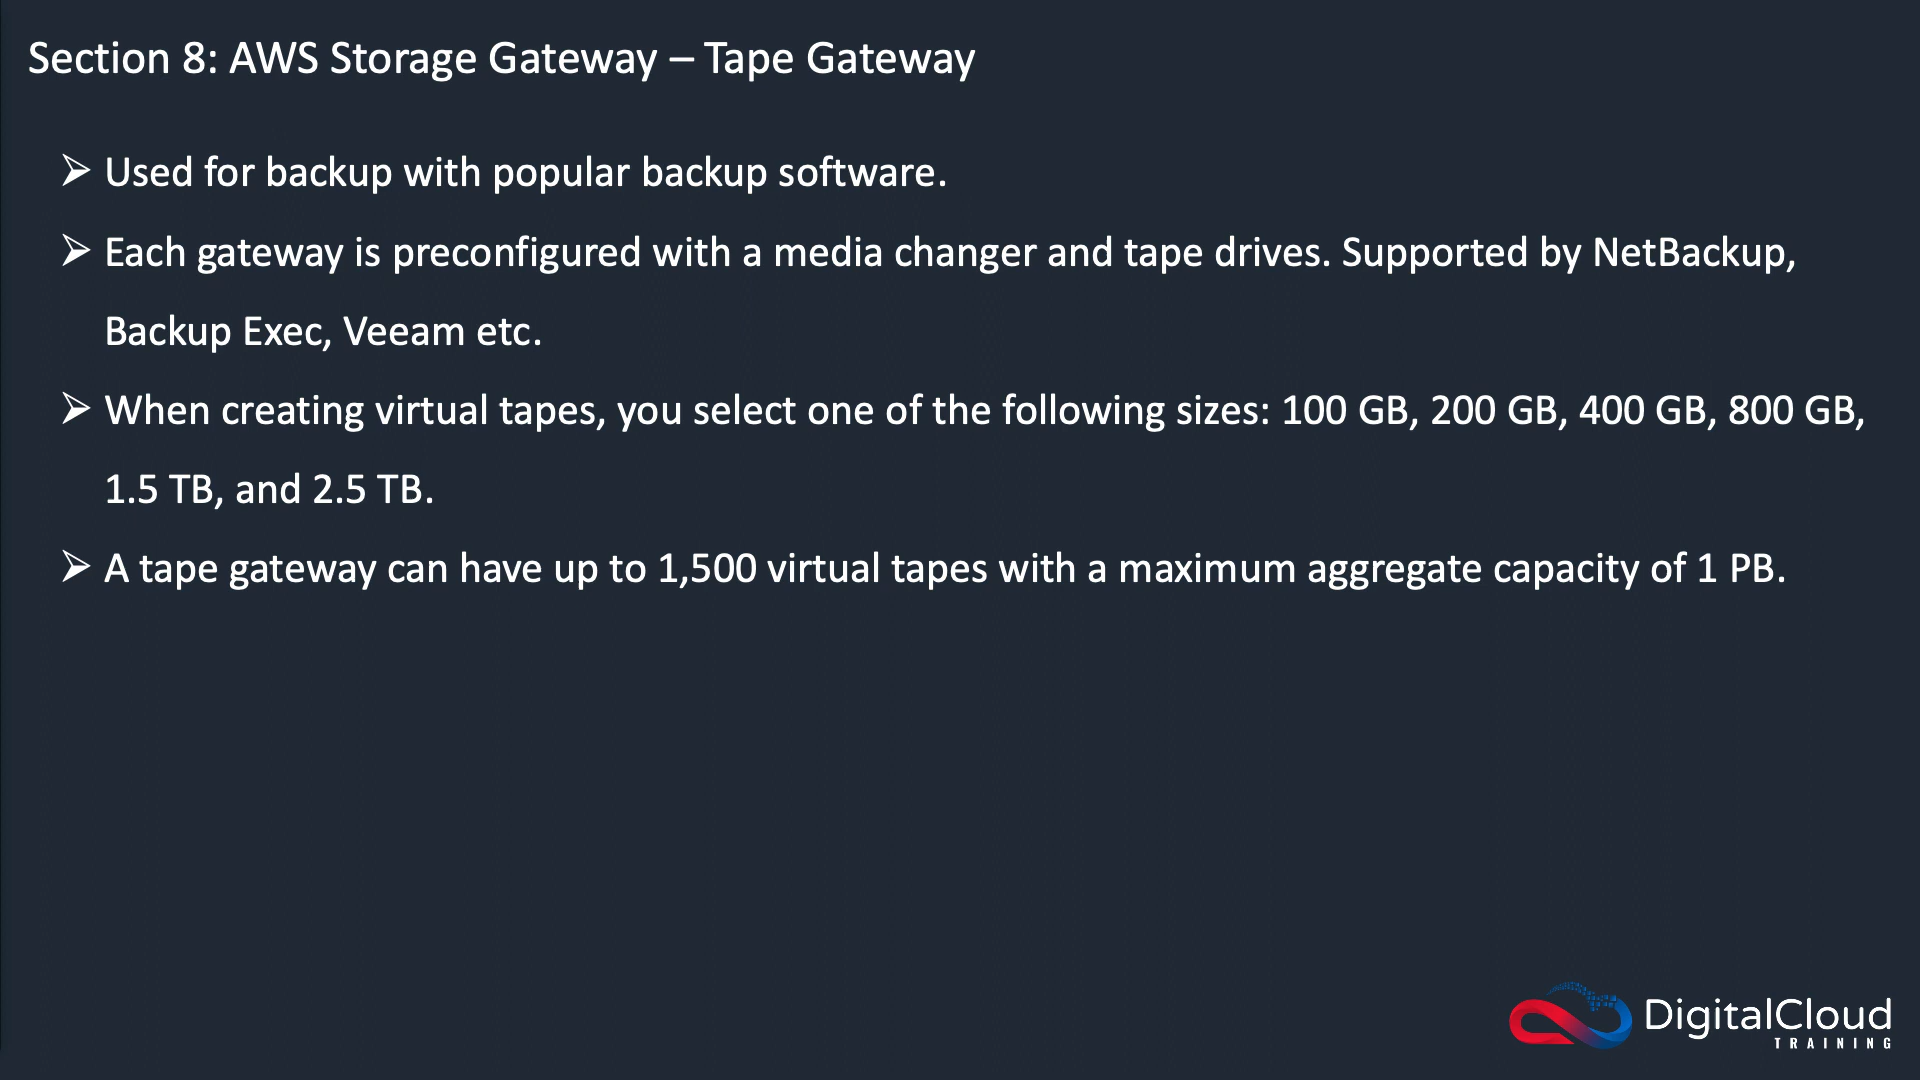 Section 8: AWS Storage Gateway – Tape Gateway
➢ Used for backup with popular backup software.
➢ Each gateway is preconfigured with a media changer and tape drives. Supported by NetBackup,
Backup Exec, Veeam etc.
➢ When creating virtual tapes, you select one of the following sizes: 100 GB, 200 GB, 400 GB, 800 GB,
1.5 TB, and 2.5 TB.
➢ A tape gateway can have up to 1,500 virtual tapes with a maximum aggregate capacity of 1 PB.
DigitalCloud
TRAINING